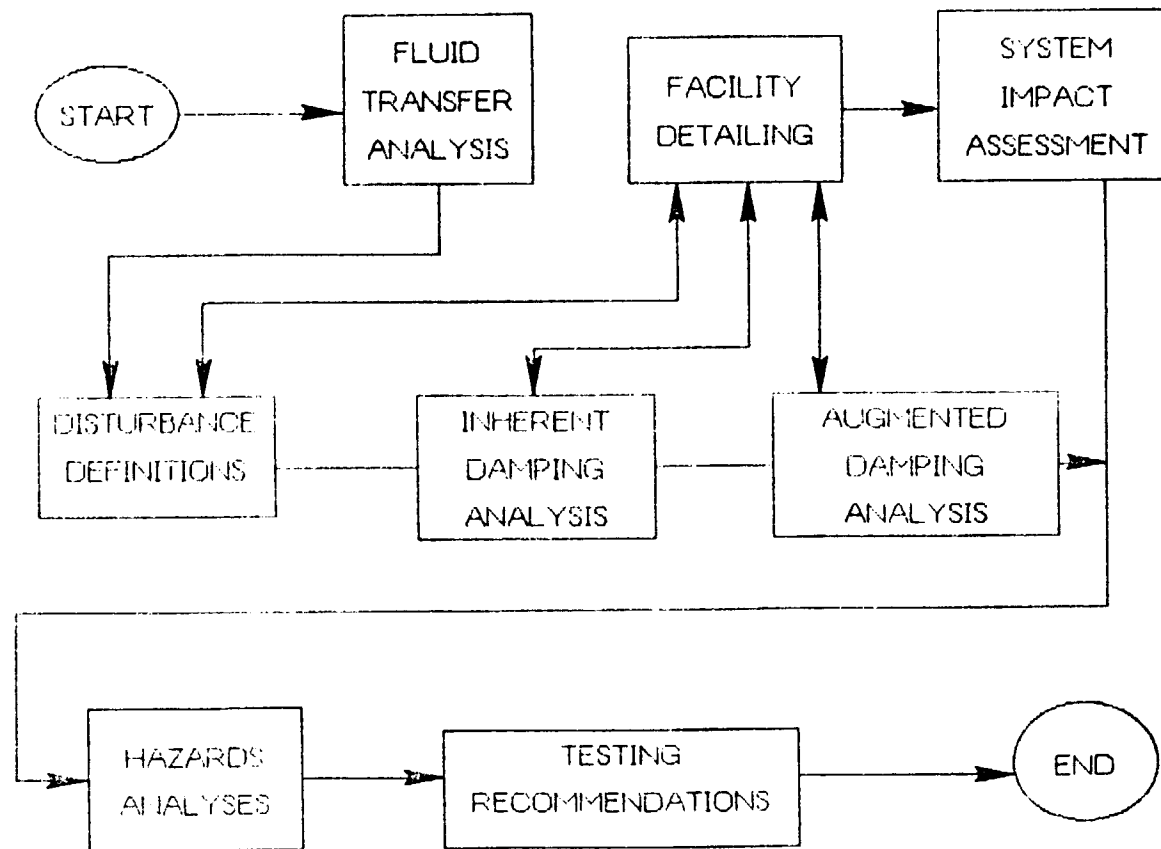 START
FLUID
TRANSFER
ANALYSIS
FACILITY
DETAILING
SYSTEM
IMPACT
ASSESSMENT
DISTURBANCE
DEFINITIONS
INHERENT
DAMPING
ANALYSIS
AUGMENTED
DAMPING
ANALYSIS
HAZARDS
ANALYSES
TESTING
RECOMMENDATIONS
END